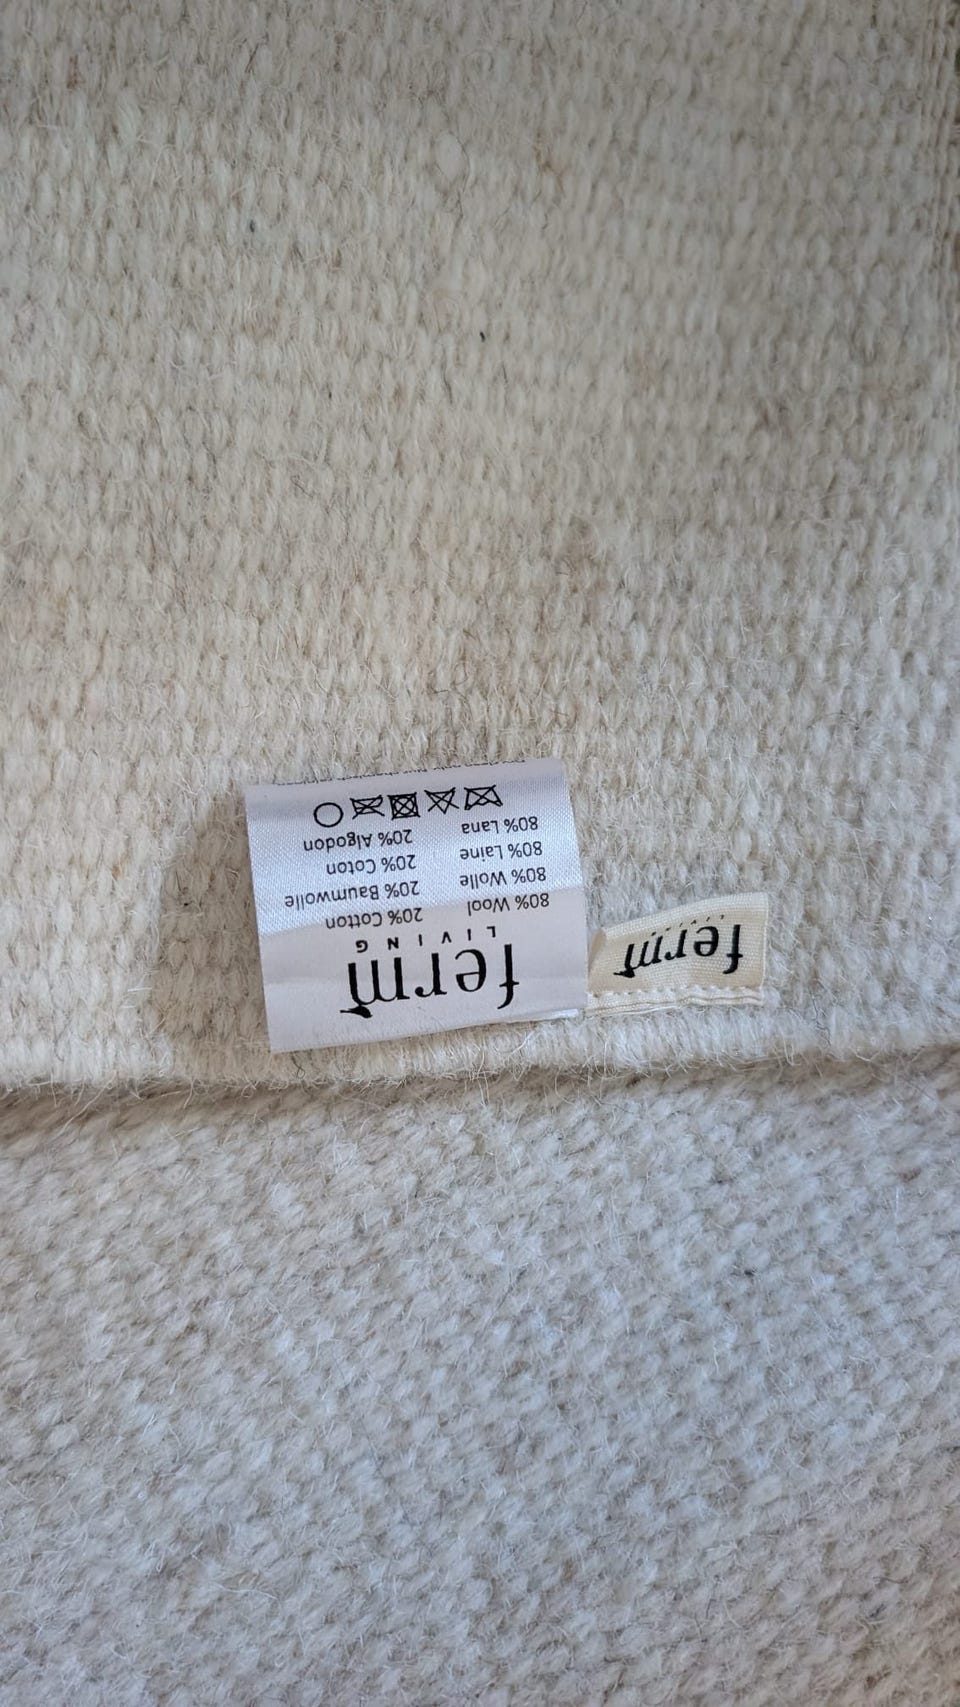 ferm
LIVING
80% Wool 20% Cotton
80% Wolle 20% Baumwolle
80% Laine 20% Coton
80% Lana 20% Algodon
ferm